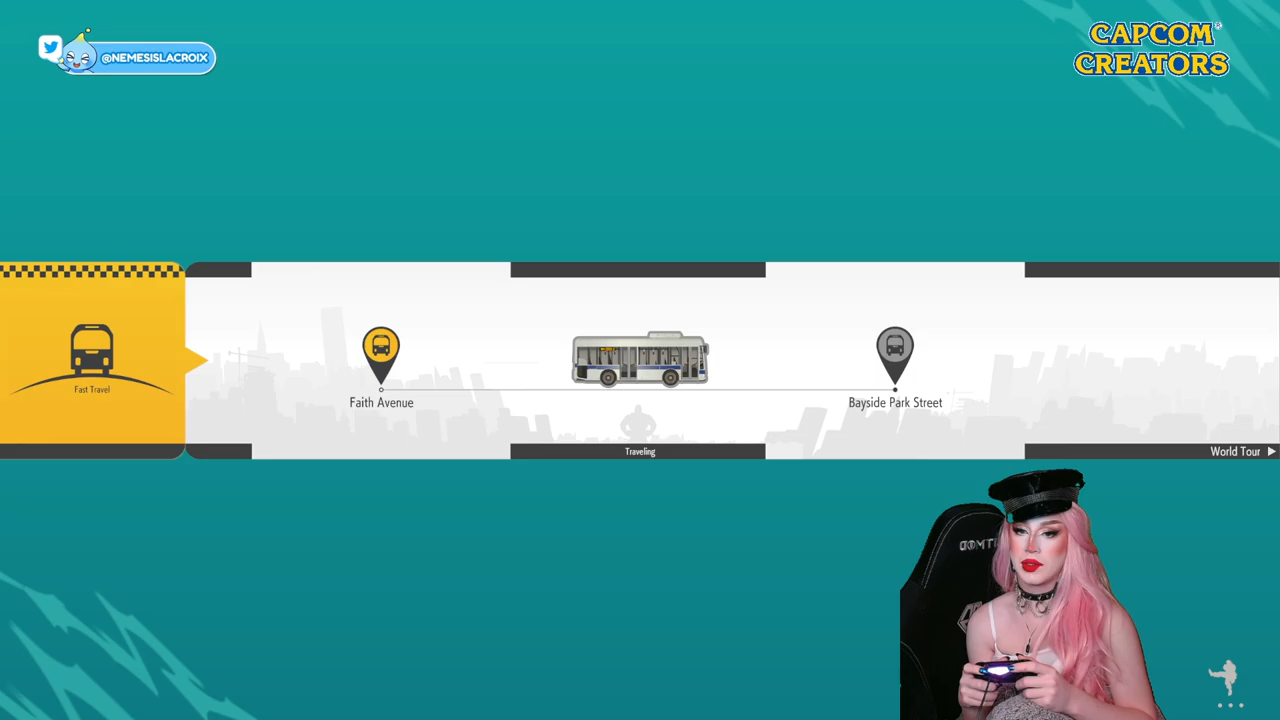 @NEMESISLACROIX
CAPCOM®
CREATORS
Fast Travel
Faith Avenue
Bayside Park Street
Traveling
World Tour